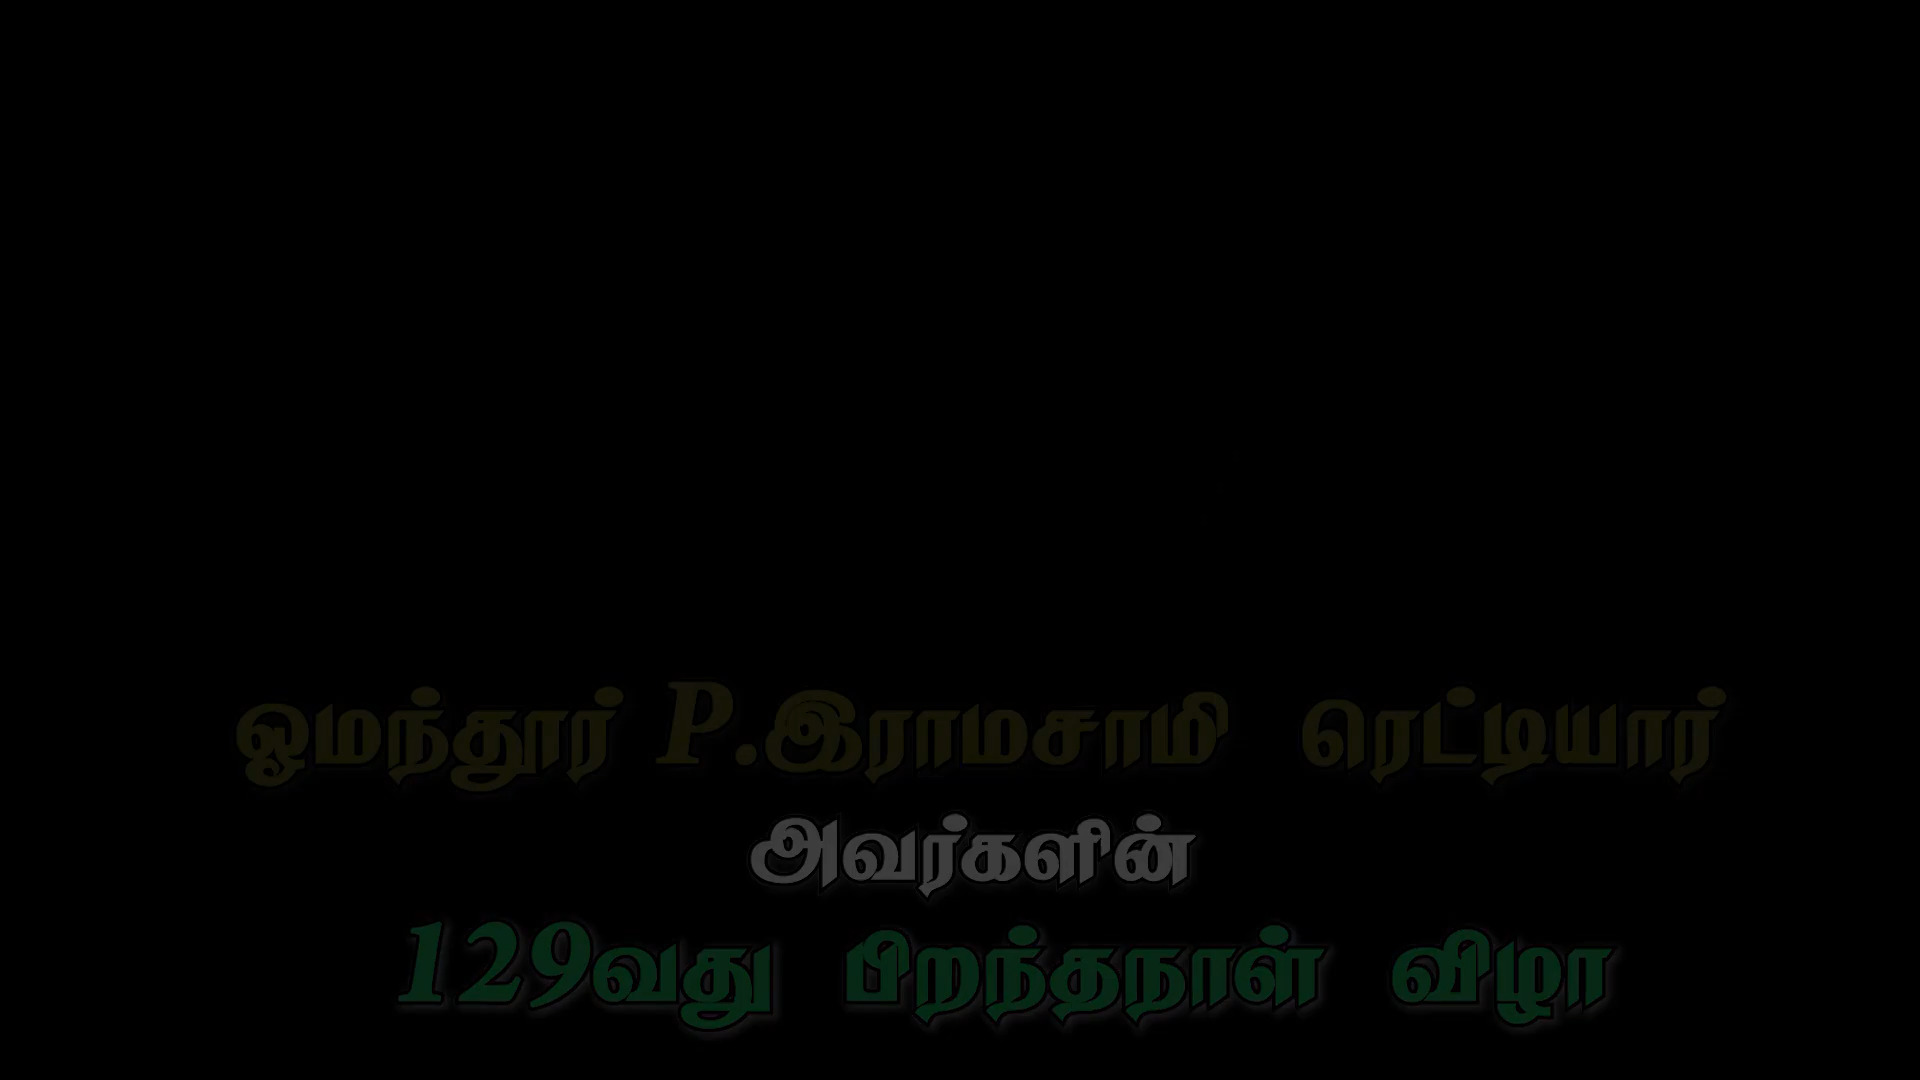 ஓமந்தூர் P.இராமசாமி ரெட்டியார்
அவர்களின்
129வது பிறந்தநாள் விழா